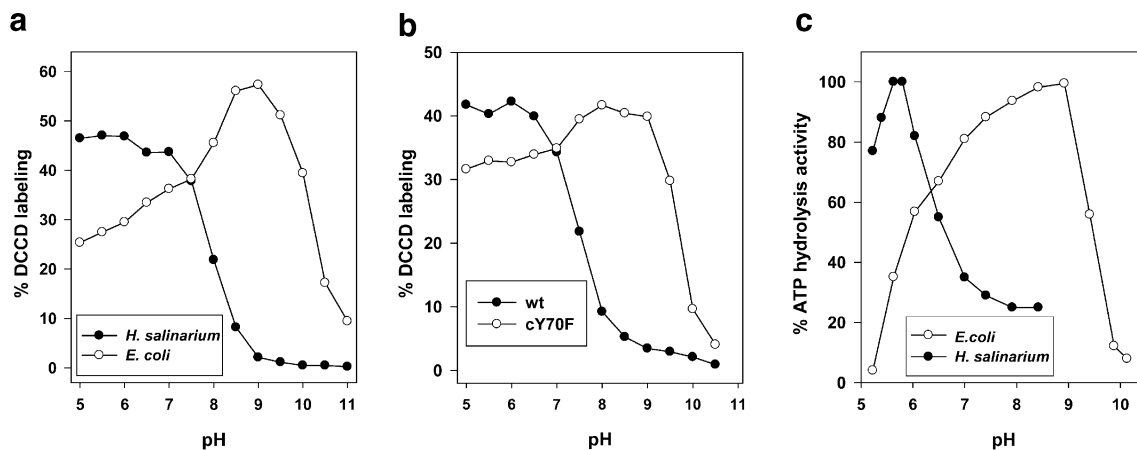 a
% DCCD labeling
60
50
40
30
20
10
0
H. salinarium
E. coli
5 6 7 8 9 10 11
pH
b
% DCCD labeling
50
40
30
20
10
0
wt
cY70F
5 6 7 8 9 10 11
pH
c
% ATP hydrolysis activity
100
80
60
40
20
0
E.coli
H. salinarium
5 6 7 8 9 10
pH